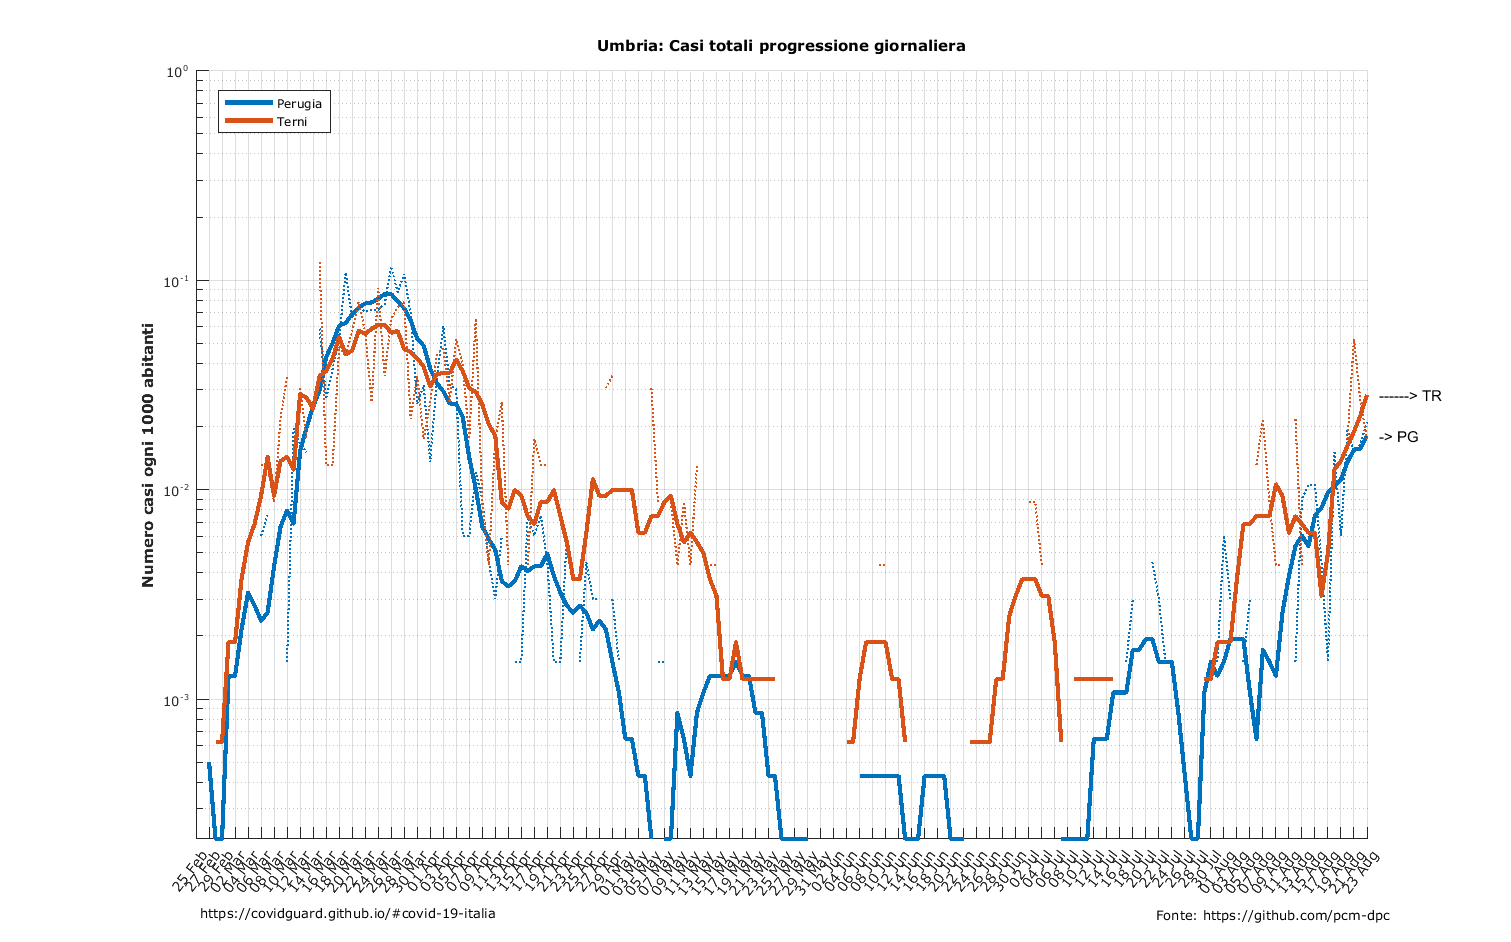 Umbria: Casi totali progressione giornaliera
10⁰
10⁻¹
10⁻²
10⁻³
Numero casi ogni 1000 abitanti
Perugia
Terni
------> TR
-> PG
25 Feb
27 Feb
29 Feb
02 Mar
04 Mar
06 Mar
08 Mar
10 Mar
12 Mar
14 Mar
16 Mar
18 Mar
20 Mar
22 Mar
24 Mar
26 Mar
28 Mar
30 Mar
01 Apr
03 Apr
05 Apr
07 Apr
09 Apr
11 Apr
13 Apr
15 Apr
17 Apr
19 Apr
21 Apr
23 Apr
25 Apr
27 Apr
29 Apr
01 May
03 May
05 May
07 May
09 May
11 May
13 May
15 May
17 May
19 May
21 May
23 May
25 May
27 May
29 May
31 May
02 Jun
04 Jun
06 Jun
08 Jun
10 Jun
12 Jun
14 Jun
16 Jun
18 Jun
20 Jun
22 Jun
24 Jun
26 Jun
28 Jun
30 Jun
02 Jul
04 Jul
06 Jul
08 Jul
10 Jul
12 Jul
14 Jul
16 Jul
18 Jul
20 Jul
22 Jul
24 Jul
26 Jul
28 Jul
30 Jul
01 Aug
03 Aug
05 Aug
07 Aug
09 Aug
11 Aug
13 Aug
15 Aug
17 Aug
19 Aug
21 Aug
23 Aug
https://covidguard.github.io/#covid-19-italia
Fonte: https://github.com/pcm-dpc